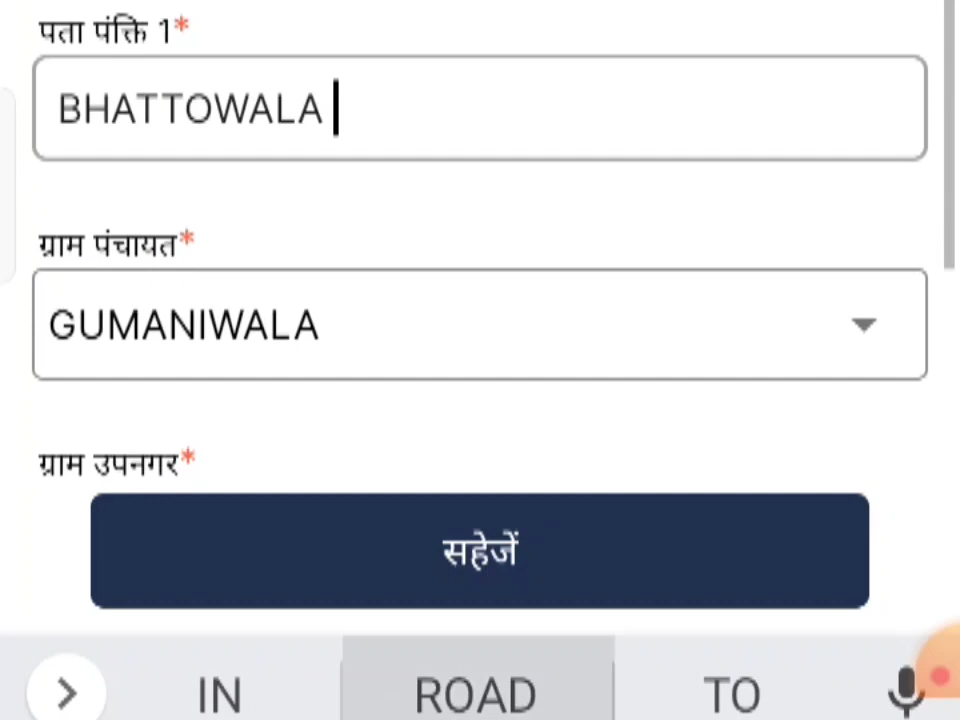 पता पंक्ति 1*
BHATTOWALA
ग्राम पंचायत*
GUMANIWALA
ग्राम उपनगर*
सहेजें
IN ROAD TO